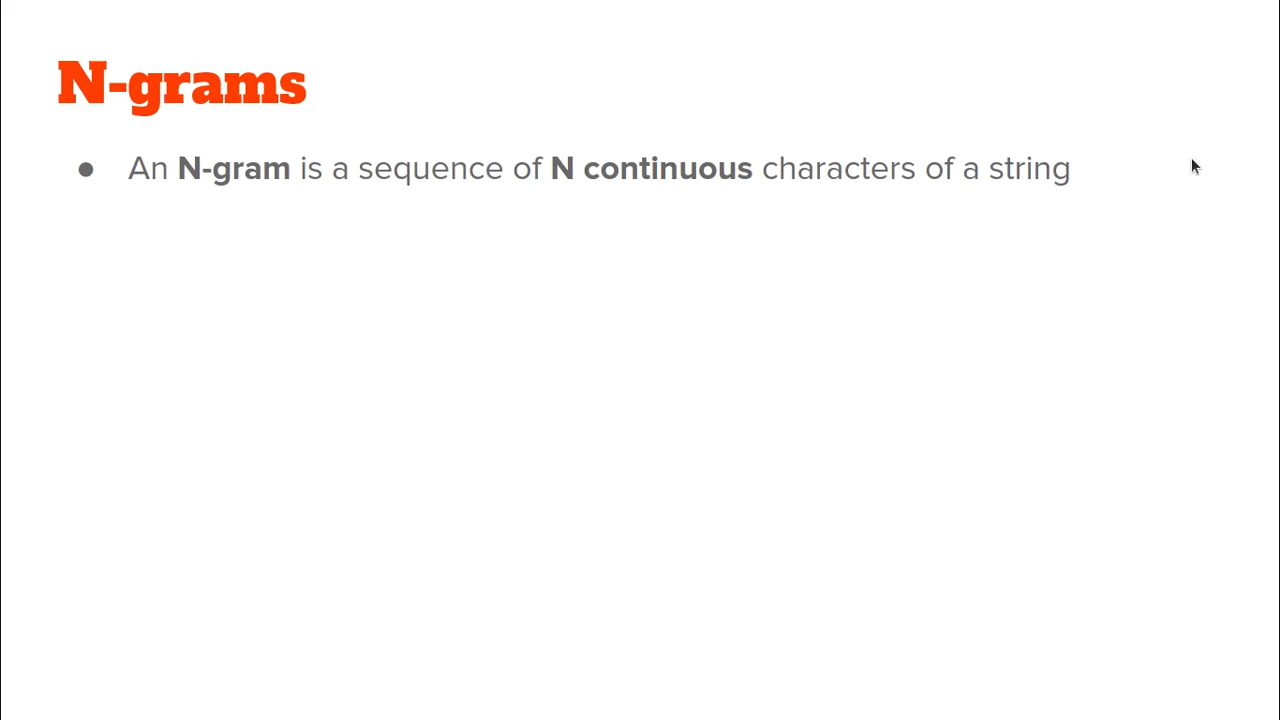 N-grams
● An N-gram is a sequence of N continuous characters of a string